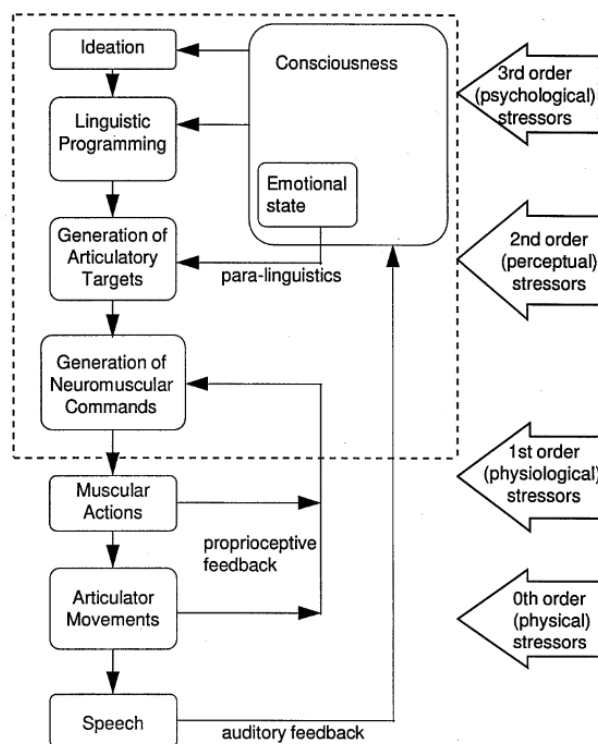 Ideation
Consciousness
3rd order
(psychological)
stressors
Linguistic
Programming
Emotional
state
Generation of
Articulatory
Targets
para-linguistics
2nd order
(perceptual)
stressors
Generation of
Neuromuscular
Commands
1st order
(physiological)
stressors
Muscular
Actions
proprioceptive
feedback
Articulator
Movements
0th order
(physical)
stressors
Speech
auditory feedback